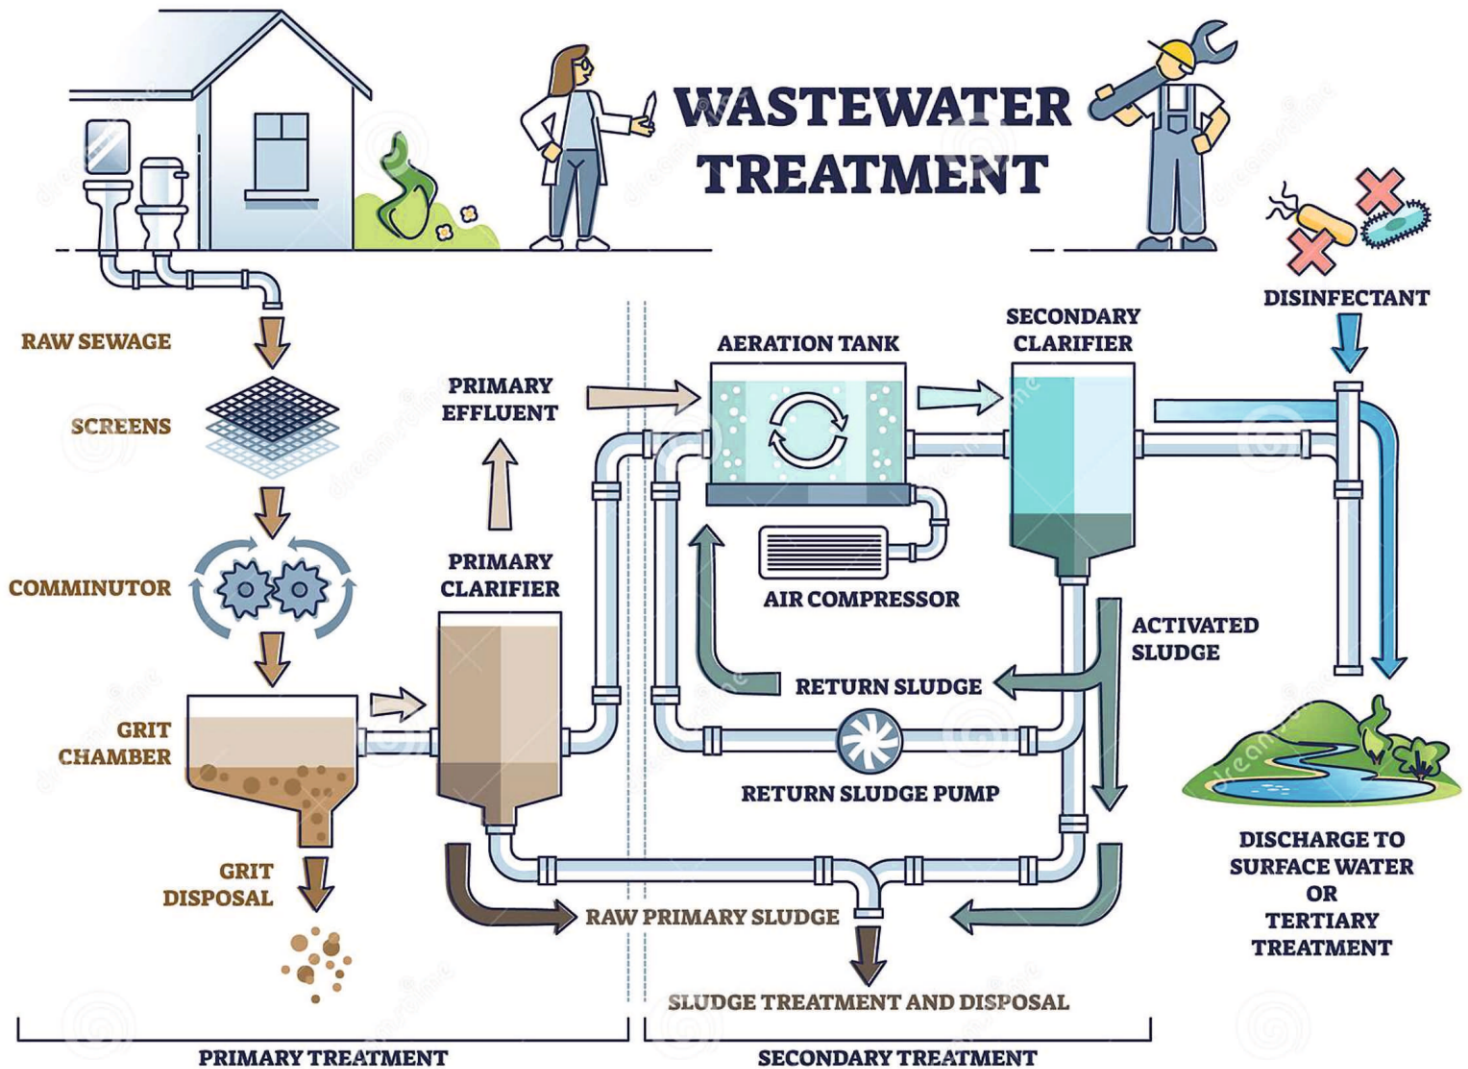 WASTEWATER
TREATMENT
DISINFECTANT
RAW SEWAGE
SCREENS
COMMINUTOR
GRIT
CHAMBER
GRIT
DISPOSAL
PRIMARY
EFFLUENT
PRIMARY
CLARIFIER
AERATION TANK
SECONDARY
CLARIFIER
AIR COMPRESSOR
ACTIVATED
SLUDGE
RETURN SLUDGE
RETURN SLUDGE PUMP
RAW PRIMARY SLUDGE
SLUDGE TREATMENT AND DISPOSAL
DISCHARGE TO
SURFACE WATER
OR
TERTIARY
TREATMENT
PRIMARY TREATMENT
SECONDARY TREATMENT
dreamstime